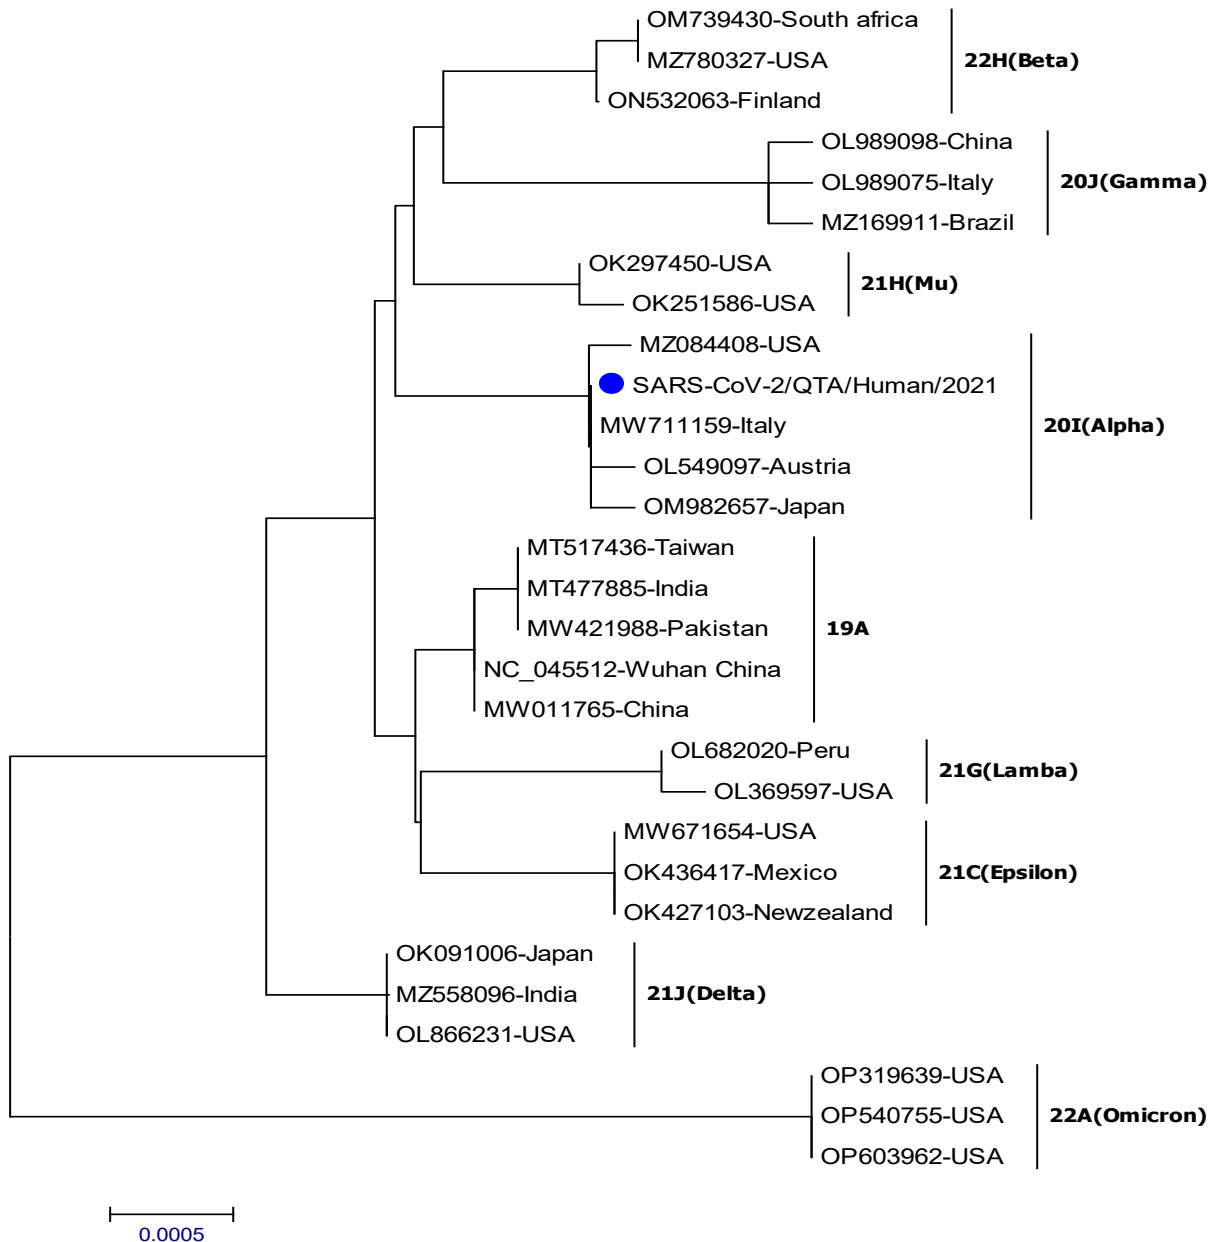 OM739430-South africa
MZ780327-USA
22H(Beta)
ON532063-Finland
OL989098-China
OL989075-Italy
20J(Gamma)
MZ169911-Brazil
OK297450-USA
21H(Mu)
OK251586-USA
MZ084408-USA
SARS-CoV-2/QTA/Human/2021
MW711159-Italy
20I(Alpha)
OL549097-Austria
OM982657-Japan
MT517436-Taiwan
MT477885-India
MW421988-Pakistan
19A
NC_045512-Wuhan China
MW011765-China
OL682020-Peru
21G(Lamba)
OL369597-USA
MW671654-USA
OK436417-Mexico
21C(Epsilon)
OK427103-Newzealand
OK091006-Japan
MZ558096-India
21J(Delta)
OL866231-USA
OP319639-USA
OP540755-USA
22A(Omicron)
OP603962-USA
0.0005